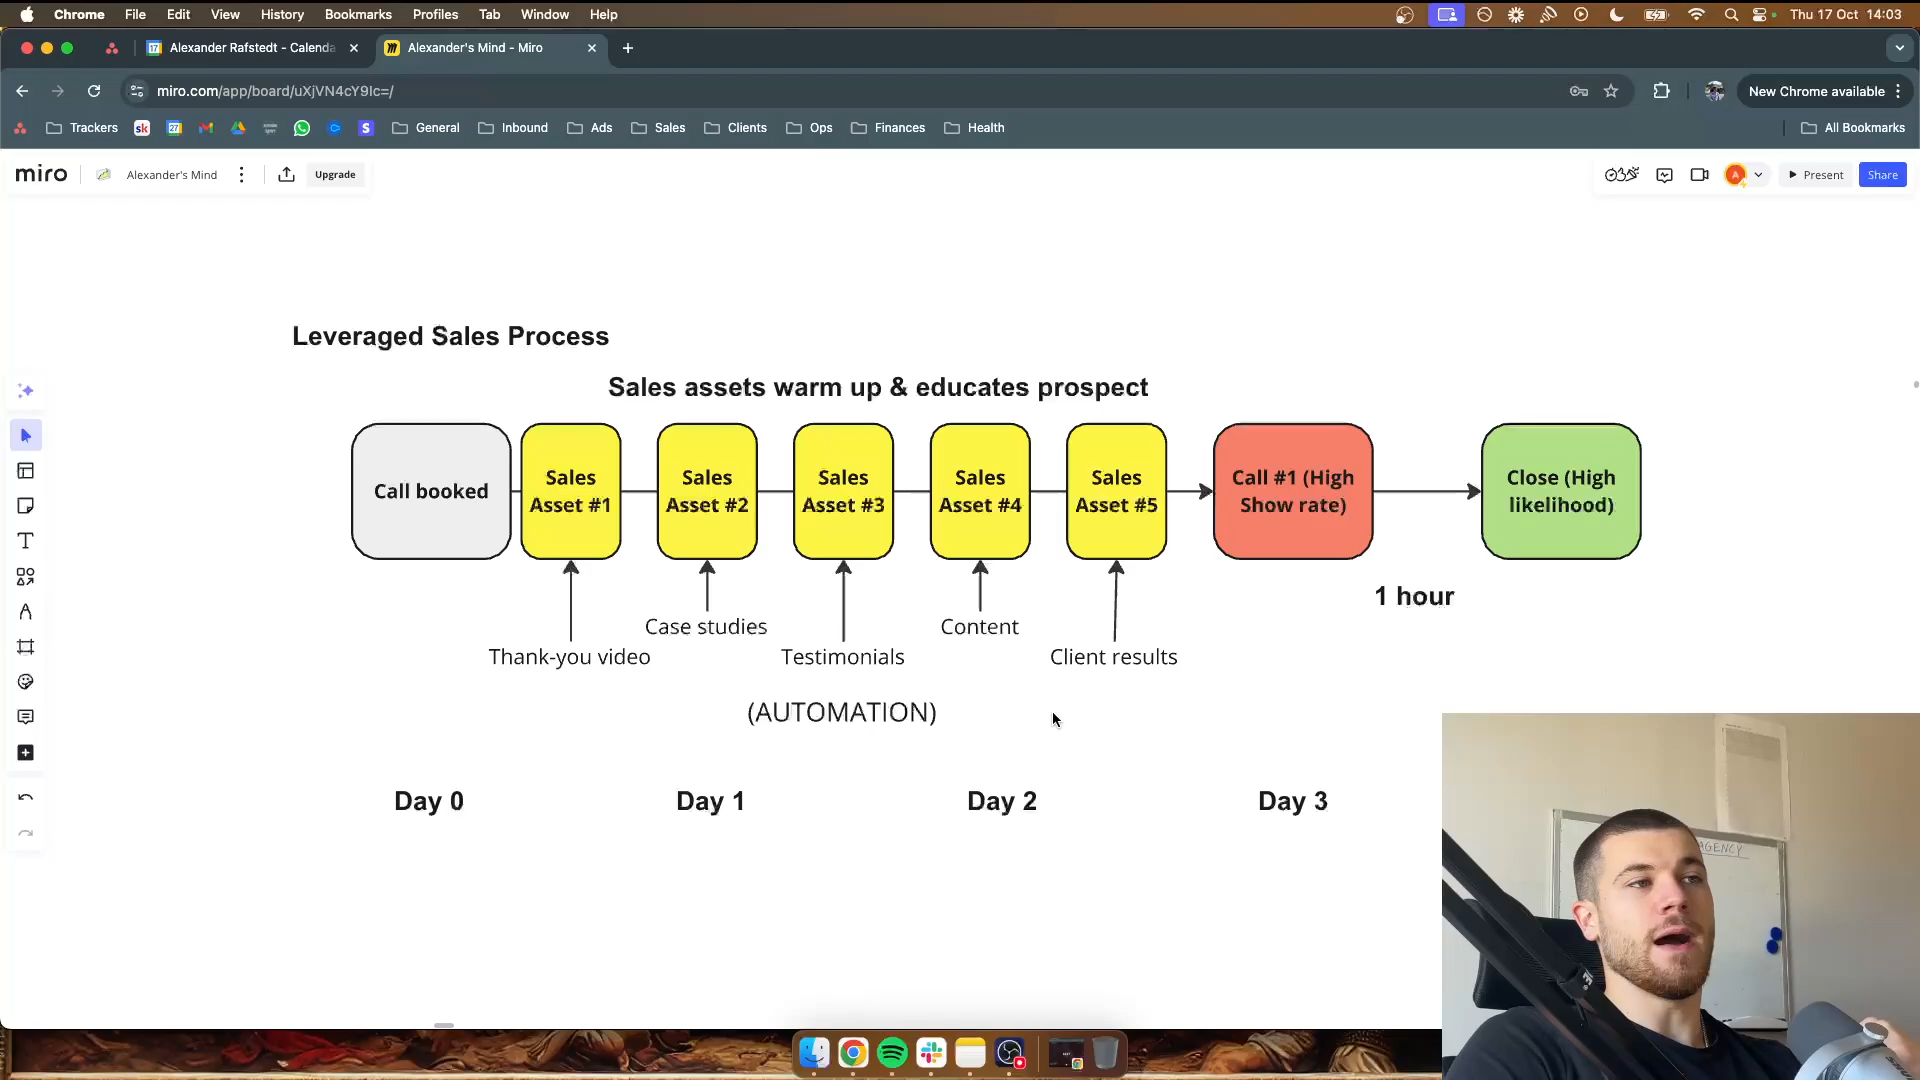 Chrome File Edit View History Bookmarks Profiles Tab Window Help
Thu 17 Oct 14:03
17 Alexander Rafstedt - Calenda
Alexander's Mind - Miro
miro.com/app/board/uXjVN4cY9Ic=/
New Chrome available
Trackers sk 27 S General Inbound Ads Sales Clients Ops Finances Health All Bookmarks
miro Alexander's Mind Upgrade
A Present Share
Leveraged Sales Process
Sales assets warm up & educates prospect
Call booked
Sales
Asset #1
Sales
Asset #2
Sales
Asset #3
Sales
Asset #4
Sales
Asset #5
Call #1 (High
Show rate)
Close (High
likelihood)
1 hour
Case studies
Content
Thank-you video
Testimonials
Client results
(AUTOMATION)
Day 0
Day 1
Day 2
Day 3
AGENCY